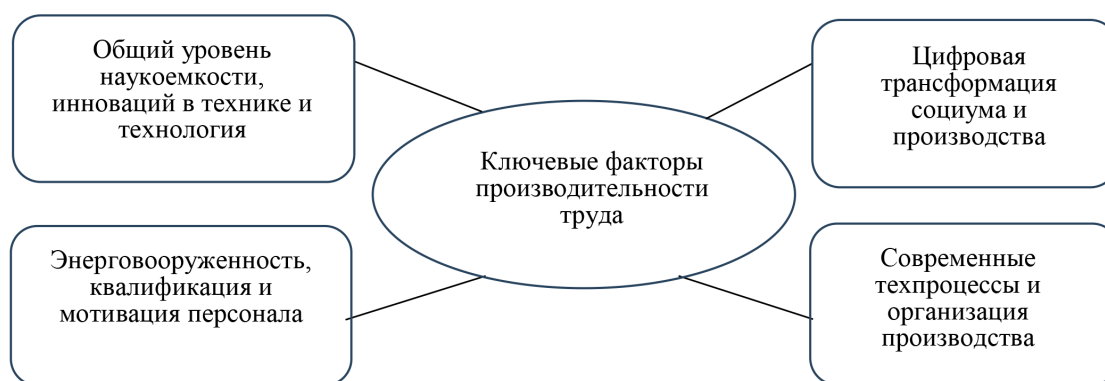 Общий уровень
наукоемкости,
инноваций в технике и
технология
Цифровая
трансформация
социума и
производства
Ключевые факторы
производительности
труда
Энерговооруженность,
квалификация и
мотивация персонала
Современные
техпроцессы и
организация
производства